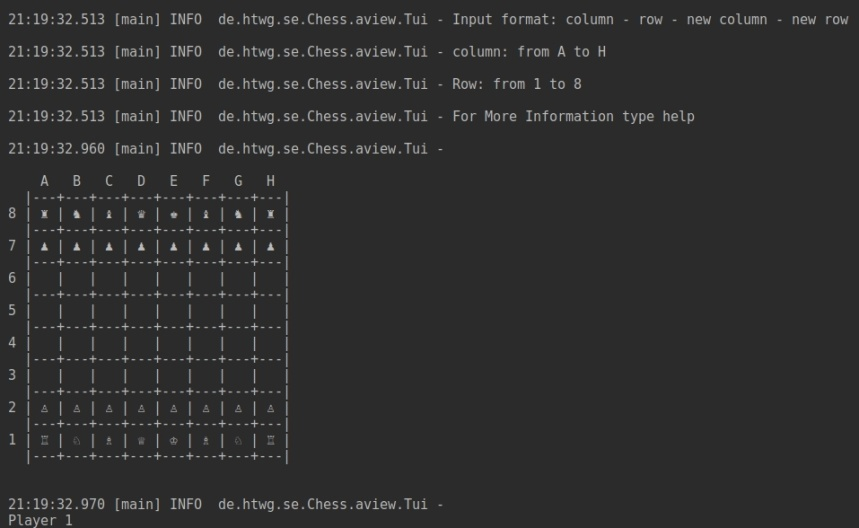 21:19:32.513 [main] INFO  de.htwg.se.Chess.aview.Tui - Input format: column - row - new column - new row
21:19:32.513 [main] INFO  de.htwg.se.Chess.aview.Tui - column: from A to H
21:19:32.513 [main] INFO  de.htwg.se.Chess.aview.Tui - Row: from 1 to 8
21:19:32.513 [main] INFO  de.htwg.se.Chess.aview.Tui - For More Information type help
21:19:32.960 [main] INFO  de.htwg.se.Chess.aview.Tui -
    A   B   C   D   E   F   G   H
  |---+---+---+---+---+---+---+---|
8 | ♜ | ♞ | ♝ | ♛ | ♚ | ♝ | ♞ | ♜ |
  |---+---+---+---+---+---+---+---|
7 | ♟ | ♟ | ♟ | ♟ | ♟ | ♟ | ♟ | ♟ |
  |---+---+---+---+---+---+---+---|
6 |   |   |   |   |   |   |   |   |
  |---+---+---+---+---+---+---+---|
5 |   |   |   |   |   |   |   |   |
  |---+---+---+---+---+---+---+---|
4 |   |   |   |   |   |   |   |   |
  |---+---+---+---+---+---+---+---|
3 |   |   |   |   |   |   |   |   |
  |---+---+---+---+---+---+---+---|
2 | ♙ | ♙ | ♙ | ♙ | ♙ | ♙ | ♙ | ♙ |
  |---+---+---+---+---+---+---+---|
1 | ♖ | ♘ | ♗ | ♕ | ♔ | ♗ | ♘ | ♖ |
  |---+---+---+---+---+---+---+---|
21:19:32.970 [main] INFO  de.htwg.se.Chess.aview.Tui -
Player 1